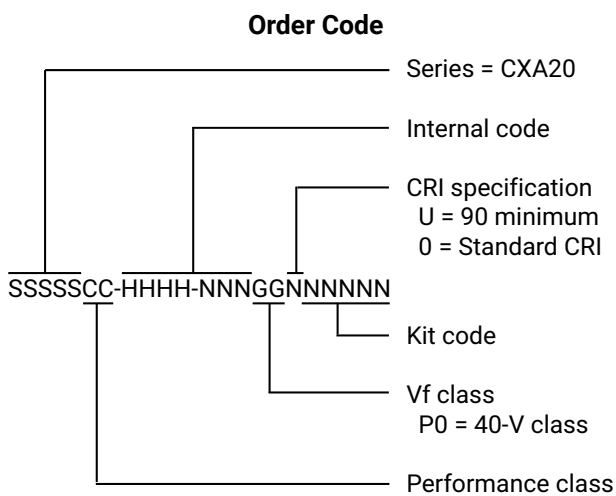 Order Code
Series = CXA20
Internal code
CRI specification
U = 90 minimum
0 = Standard CRI
SSSSSCC-HHHH-NNNGGNNNNNNN
Kit code
Vf class
P0 = 40-V class
Performance class